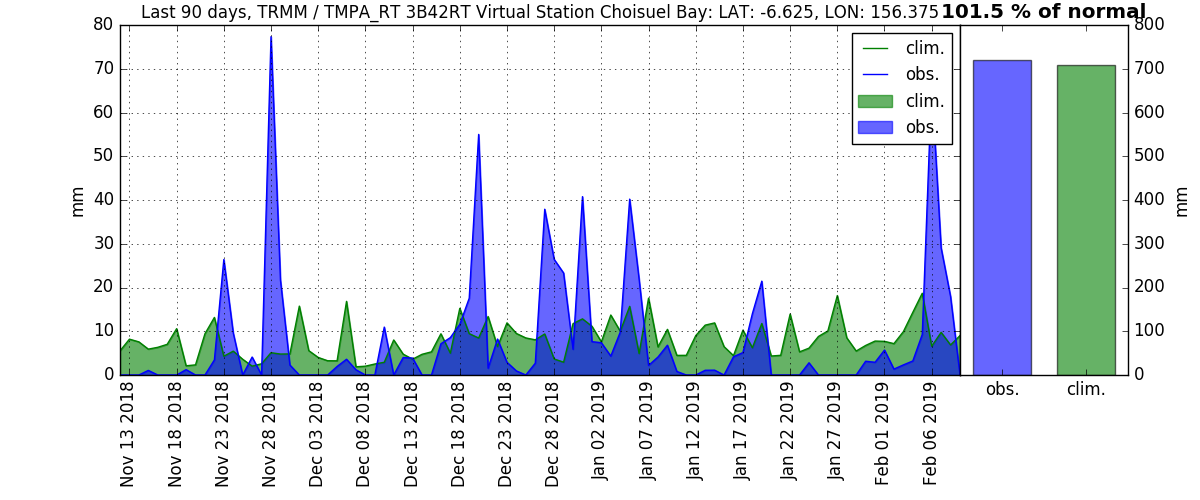 Last 90 days, TRMM / TMPA_RT 3B42RT Virtual Station Choisuel Bay: LAT: -6.625, LON: 156.375
101.5 % of normal
80
70
60
50
40
30
20
10
0
mm
clim.
obs.
clim.
obs.
Nov 13 2018
Nov 18 2018
Nov 23 2018
Nov 28 2018
Dec 03 2018
Dec 08 2018
Dec 13 2018
Dec 18 2018
Dec 23 2018
Dec 28 2018
Jan 02 2019
Jan 07 2019
Jan 12 2019
Jan 17 2019
Jan 22 2019
Jan 27 2019
Feb 01 2019
Feb 06 2019
800
700
600
500
400
300
200
100
0
mm
obs.
clim.